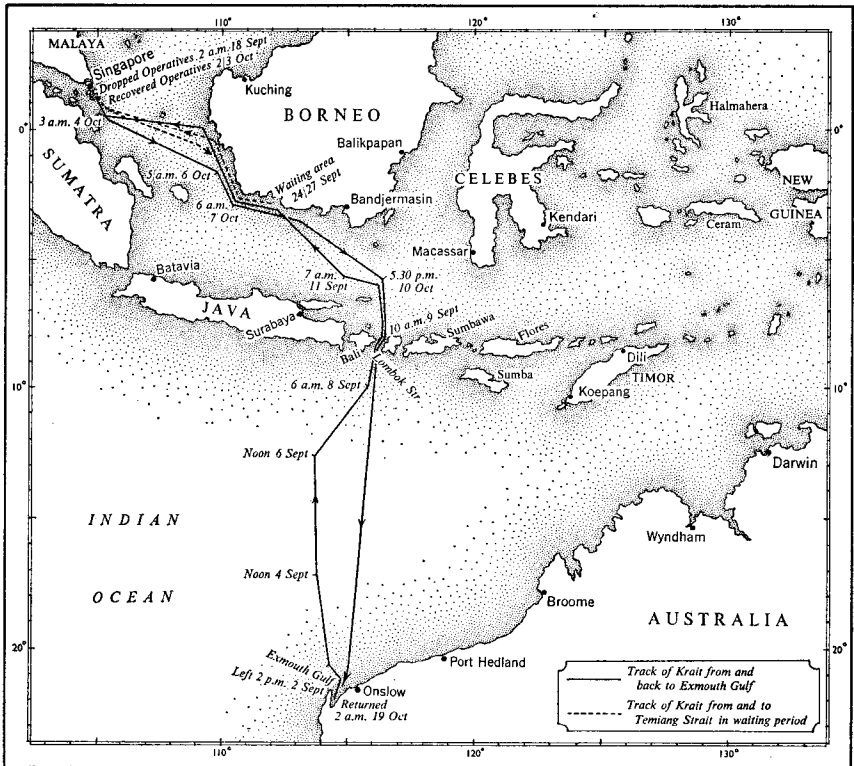 110°
120°
130°
MALAYA
Singapore
Dropped Operatives 2 a.m. 18 Sept
Recovered Operatives 2|3 Oct
Kuching
BORNEO
Halmahera
0°
0°
3 a.m. 4 Oct
Balikpapan
SUMATRA
5 a.m. 6 Oct
Waiting area
24|27 Sept
CELEBES
NEW
GUINEA
6 a.m.
7 Oct
Bandjermasin
Kendari
Ceram
Macassar
Batavia
7 a.m.
11 Sept
5.30 p.m.
10 Oct
JAVA
Surabaya
10 a.m. 9 Sept
Bali
Sumbawa
Flores
Lombok Str
Dili
10°
6 a.m. 8 Sept
Sumba
TIMOR
10°
Koepang
Noon 6 Sept
Darwin
INDIAN
Wyndham
Noon 4 Sept
OCEAN
Broome
AUSTRALIA
20°
20°
Exmouth Gulf
Left 2 p.m. 2 Sept
Port Hedland
Onslow
Returned
2 a.m. 19 Oct
Track of Krait from and
back to Exmouth Gulf
Track of Krait from and to
Temiang Strait in waiting period
110°
120°
130°